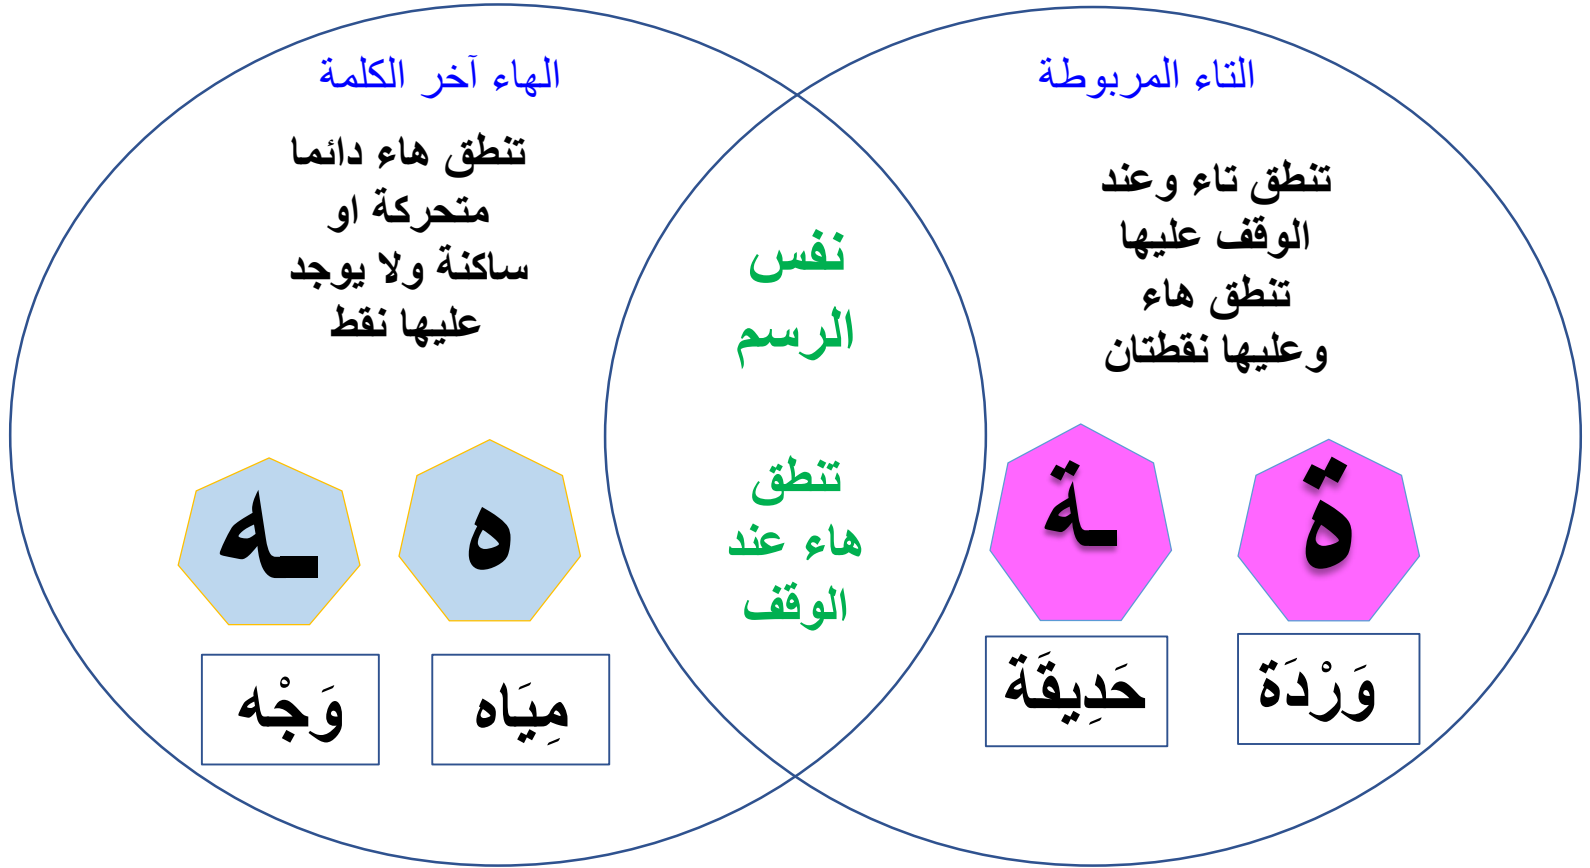 التاء المربوطة
تنطق تاء وعند
الوقف عليها
تنطق هاء
وعليها نقطتان
ة
ـة
وَرْدَة
حَدِيقَة
نفس
الرسم
تنطق
هاء عند
الوقف
الهاء آخر الكلمة
تنطق هاء دائما
متحركة او
ساكنة ولا يوجد
عليها نقط
ه
ـه
مِيَاه
وَجْه